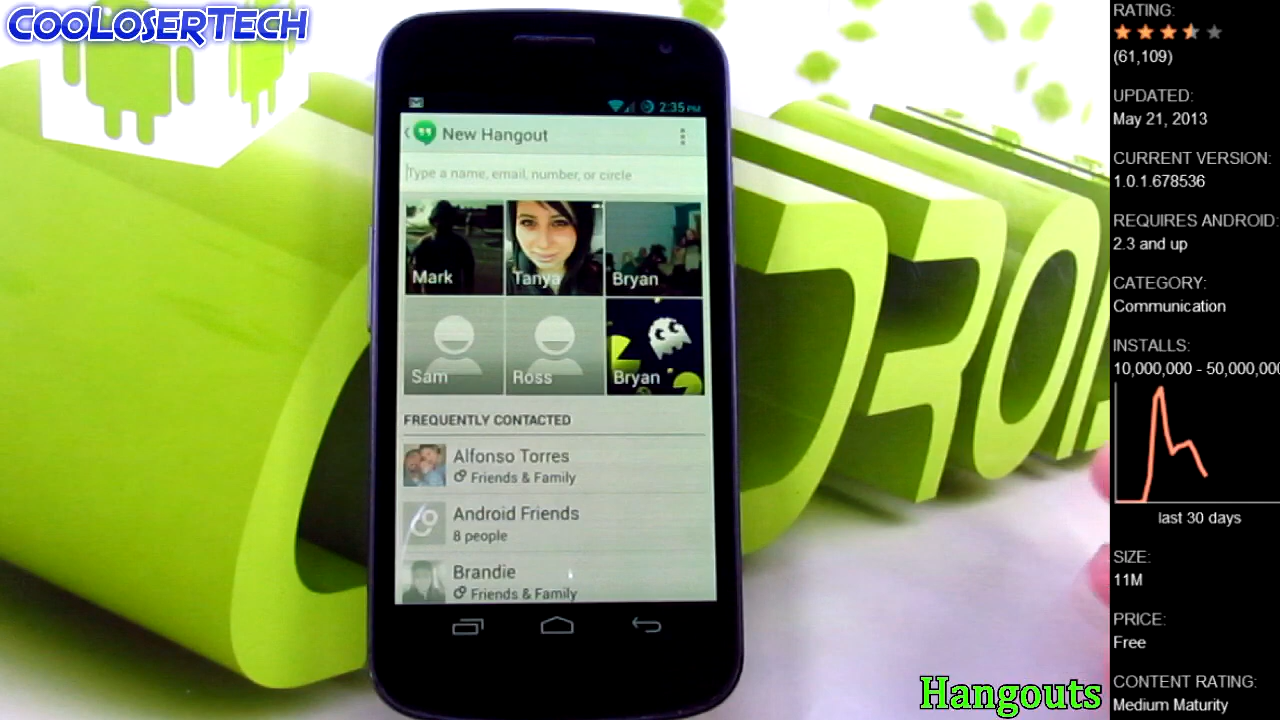 CooLoserTech
2:35 PM
New Hangout
Type a name, email, number, or circle
Mark
Tanya
Bryan
Sam
Ross
Bryan
FREQUENTLY CONTACTED
Alfonso Torres
Friends & Family
Android Friends
8 people
Brandie
Friends & Family
Hangouts
RATING:
(61,109)
UPDATED:
May 21, 2013
CURRENT VERSION:
1.0.1.678536
REQUIRES ANDROID:
2.3 and up
CATEGORY:
Communication
INSTALLS:
10,000,000 - 50,000,000
last 30 days
SIZE:
11M
PRICE:
Free
CONTENT RATING:
Medium Maturity